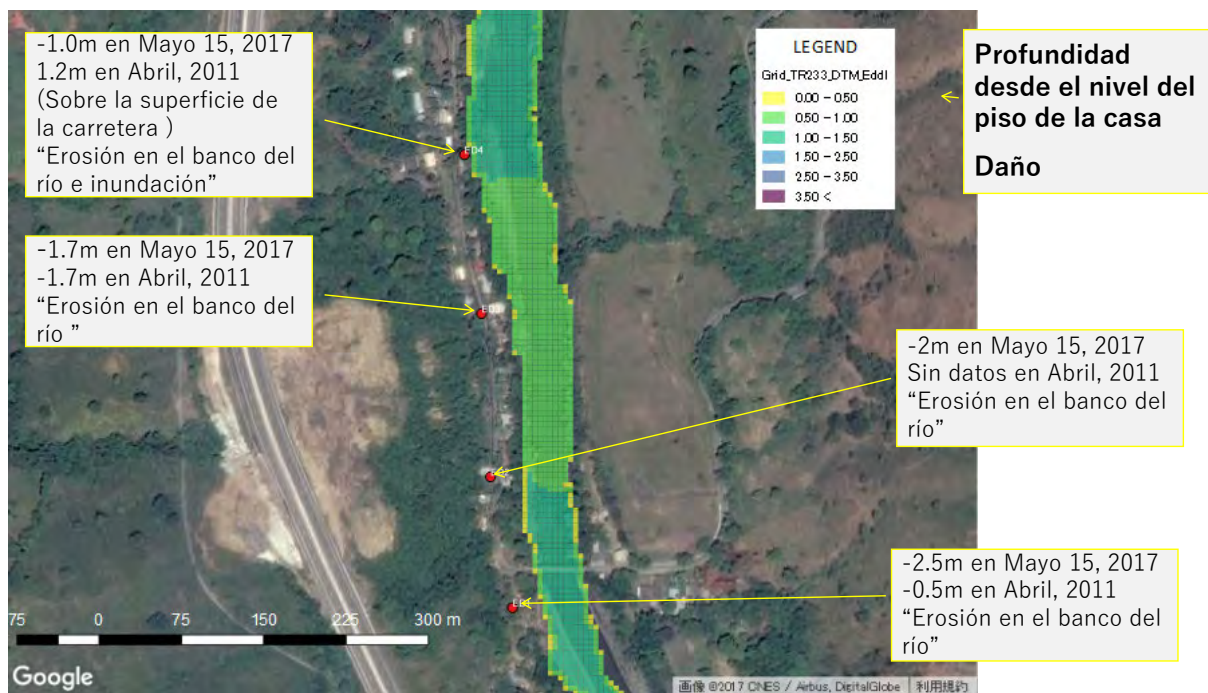 -1.0m en Mayo 15, 2017
1.2m en Abril, 2011
(Sobre la superficie de
la carretera )
“Erosión en el banco del
río e inundación”
-1.7m en Mayo 15, 2017
-1.7m en Abril, 2011
“Erosión en el banco del
río ”
LEGEND
Grid_TR233_DTM_Eddl
0.00 – 0.50
0.50 – 1.00
1.00 – 1.50
1.50 – 2.50
2.50 – 3.50
3.50 <
Profundidad
desde el nivel del
piso de la casa
Daño
E04
-2m en Mayo 15, 2017
Sin datos en Abril, 2011
“Erosión en el banco del
río”
-2.5m en Mayo 15, 2017
-0.5m en Abril, 2011
“Erosión en el banco del
río”
75 0 75 150 225 300 m
Google
画像 ©2017 CNES / Airbus, DigitalGlobe 利用規約